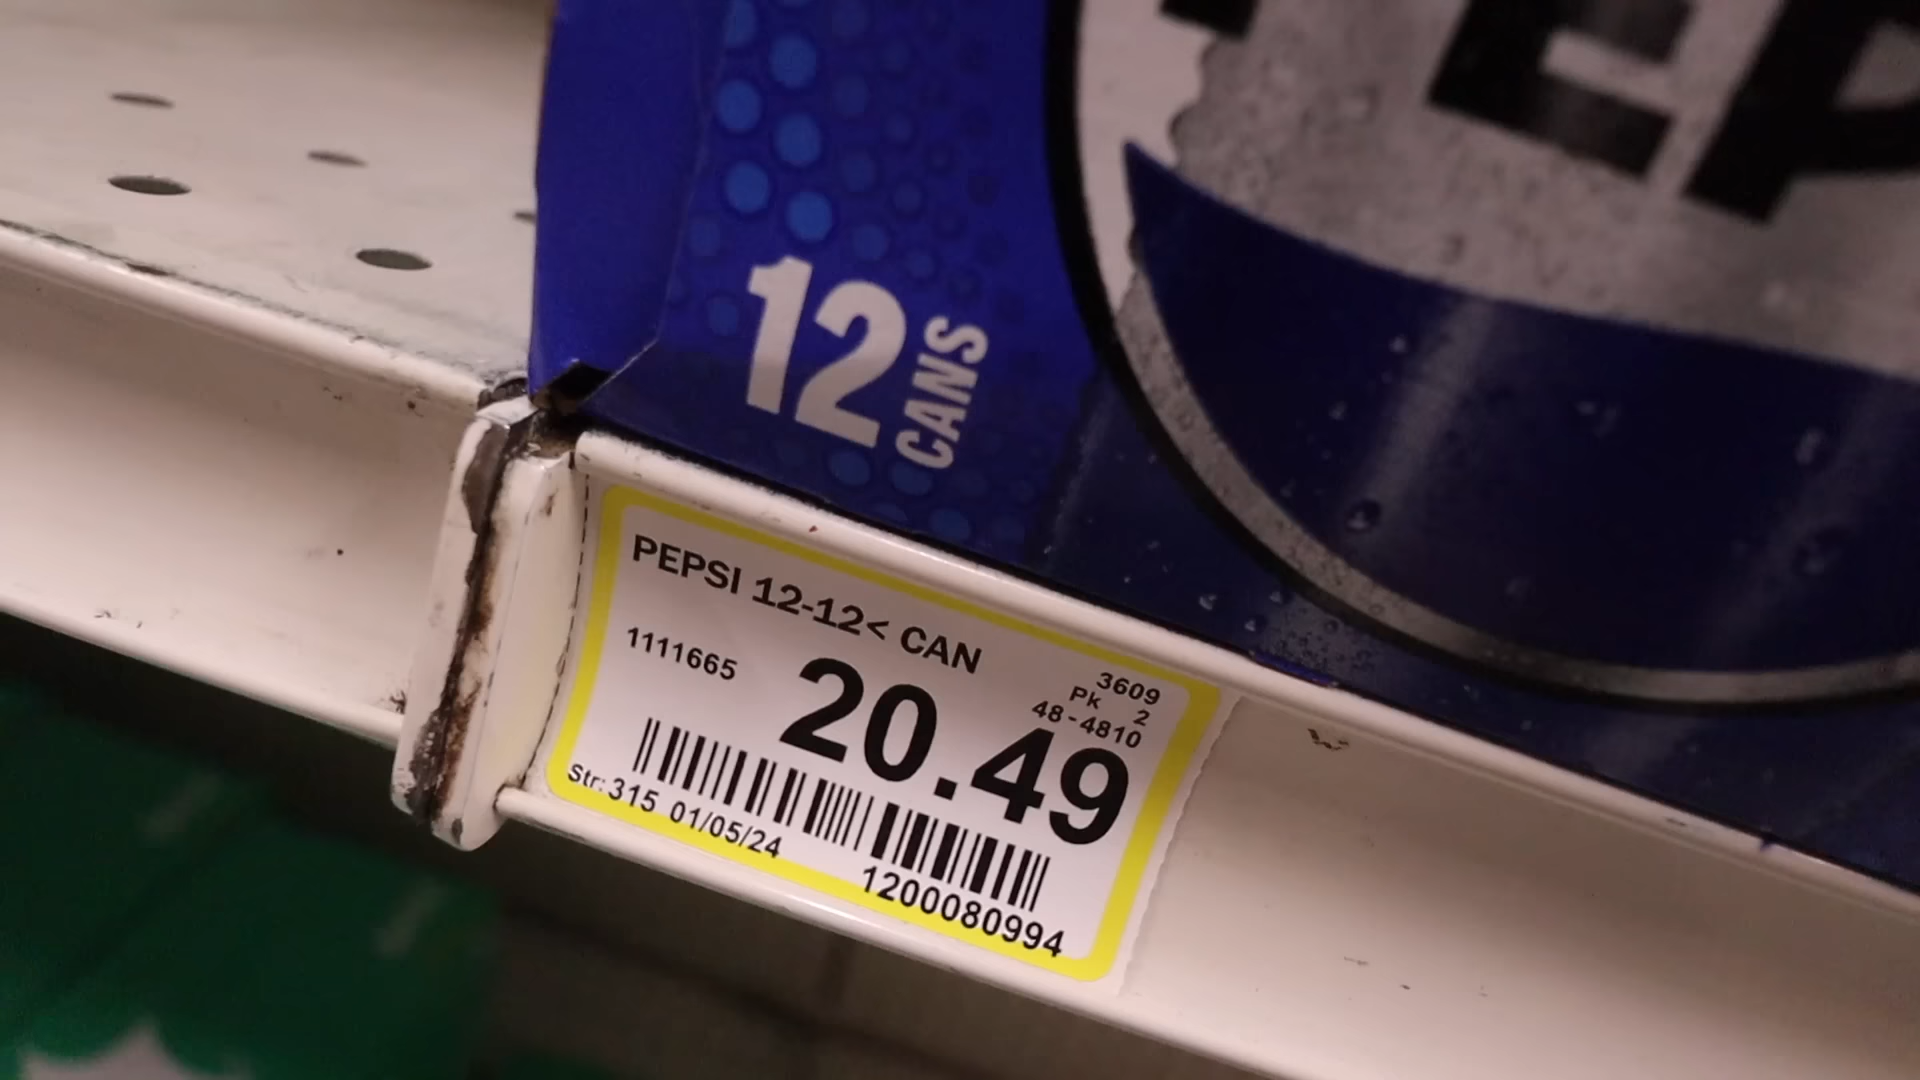 EP
12
CANS
PEPSI 12-12< CAN
1111665
3609
Pk 2
48-4810
20.49
Str: 315 01/05/24
1200080994